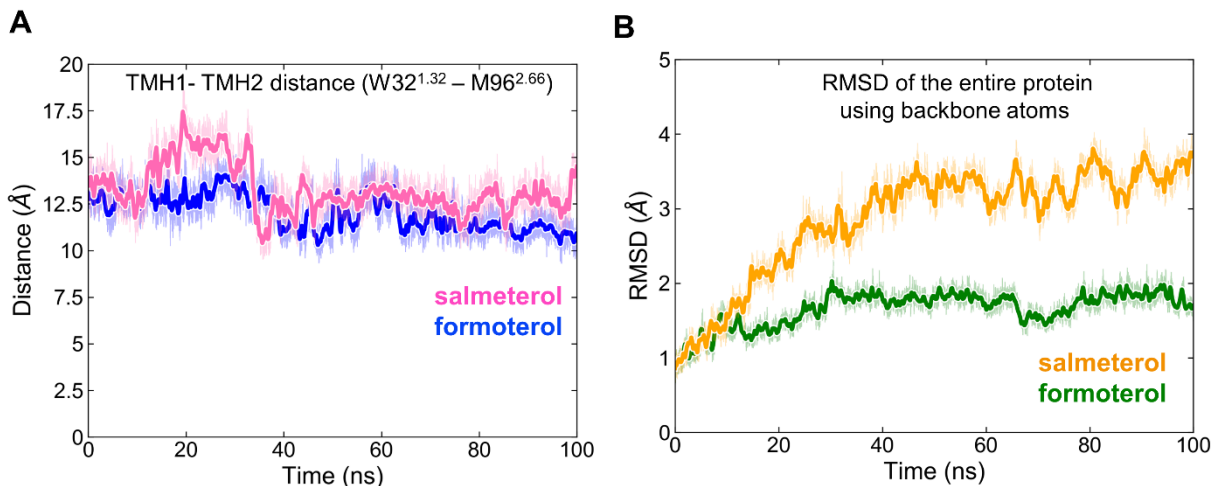 A
TMH1- TMH2 distance (W32^1.32 – M96^2.66)
Distance (Å)
20
17.5
15
12.5
10
7.5
5
2.5
0
salmeterol
formoterol
0 20 40 60 80 100
Time (ns)
B
RMSD of the entire protein
using backbone atoms
RMSD (Å)
5
4
3
2
1
0
salmeterol
formoterol
0 20 40 60 80 100
Time (ns)